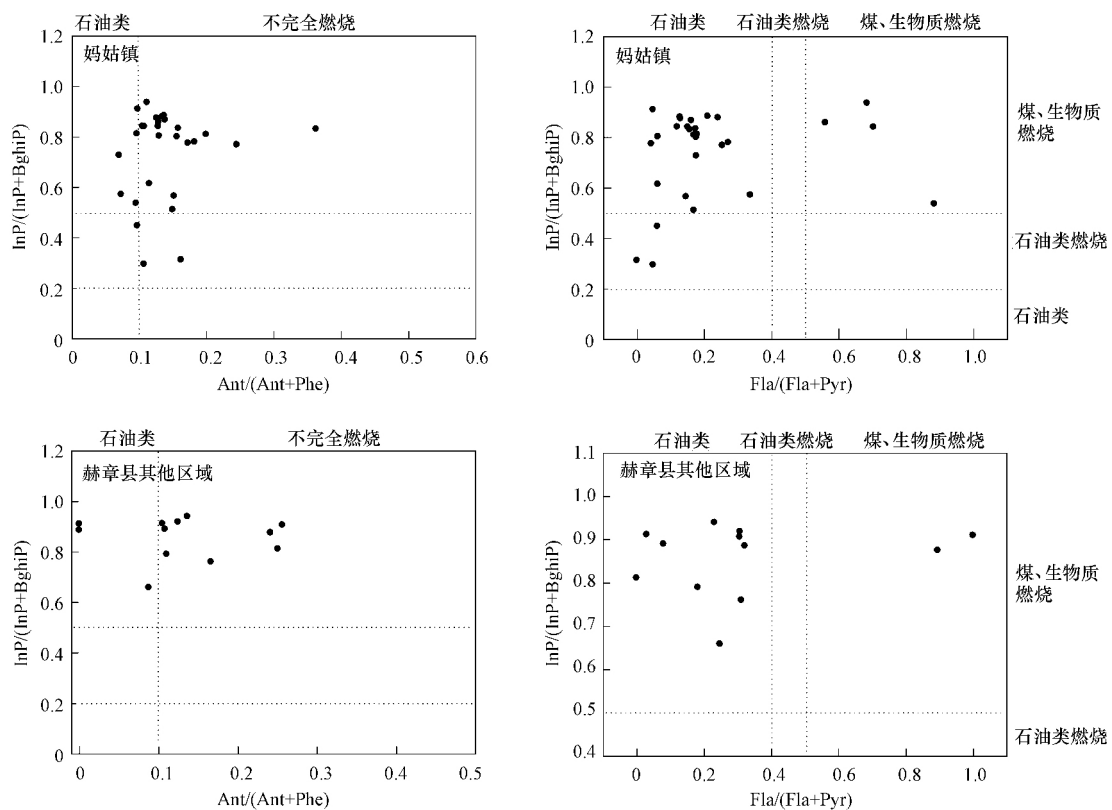 石油类 不完全燃烧
石油类 石油类燃烧 煤、生物质燃烧
1.2
妈姑镇
1.0
0.8
0.6
0.4
0.2
0
InP/(InP+BghiP)
0 0.1 0.2 0.3 0.4 0.5 0.6
Ant/(Ant+Phe)
1.2
妈姑镇
1.0
0.8
0.6
0.4
0.2
0
InP/(InP+BghiP)
0 0.2 0.4 0.6 0.8 1.0
Fla/(Fla+Pyr)
煤、生物质
燃烧
石油类燃烧
石油类
石油类 不完全燃烧
石油类 石油类燃烧 煤、生物质燃烧
1.2
赫章县其他区域
1.0
0.8
0.6
0.4
0.2
0
InP/(InP+BghiP)
0 0.1 0.2 0.3 0.4 0.5
Ant/(Ant+Phe)
1.1
赫章县其他区域
1.0
0.9
0.8
0.7
0.6
0.5
0.4
InP/(InP+BghiP)
0 0.2 0.4 0.6 0.8 1.0
Fla/(Fla+Pyr)
煤、生物质
燃烧
石油类燃烧